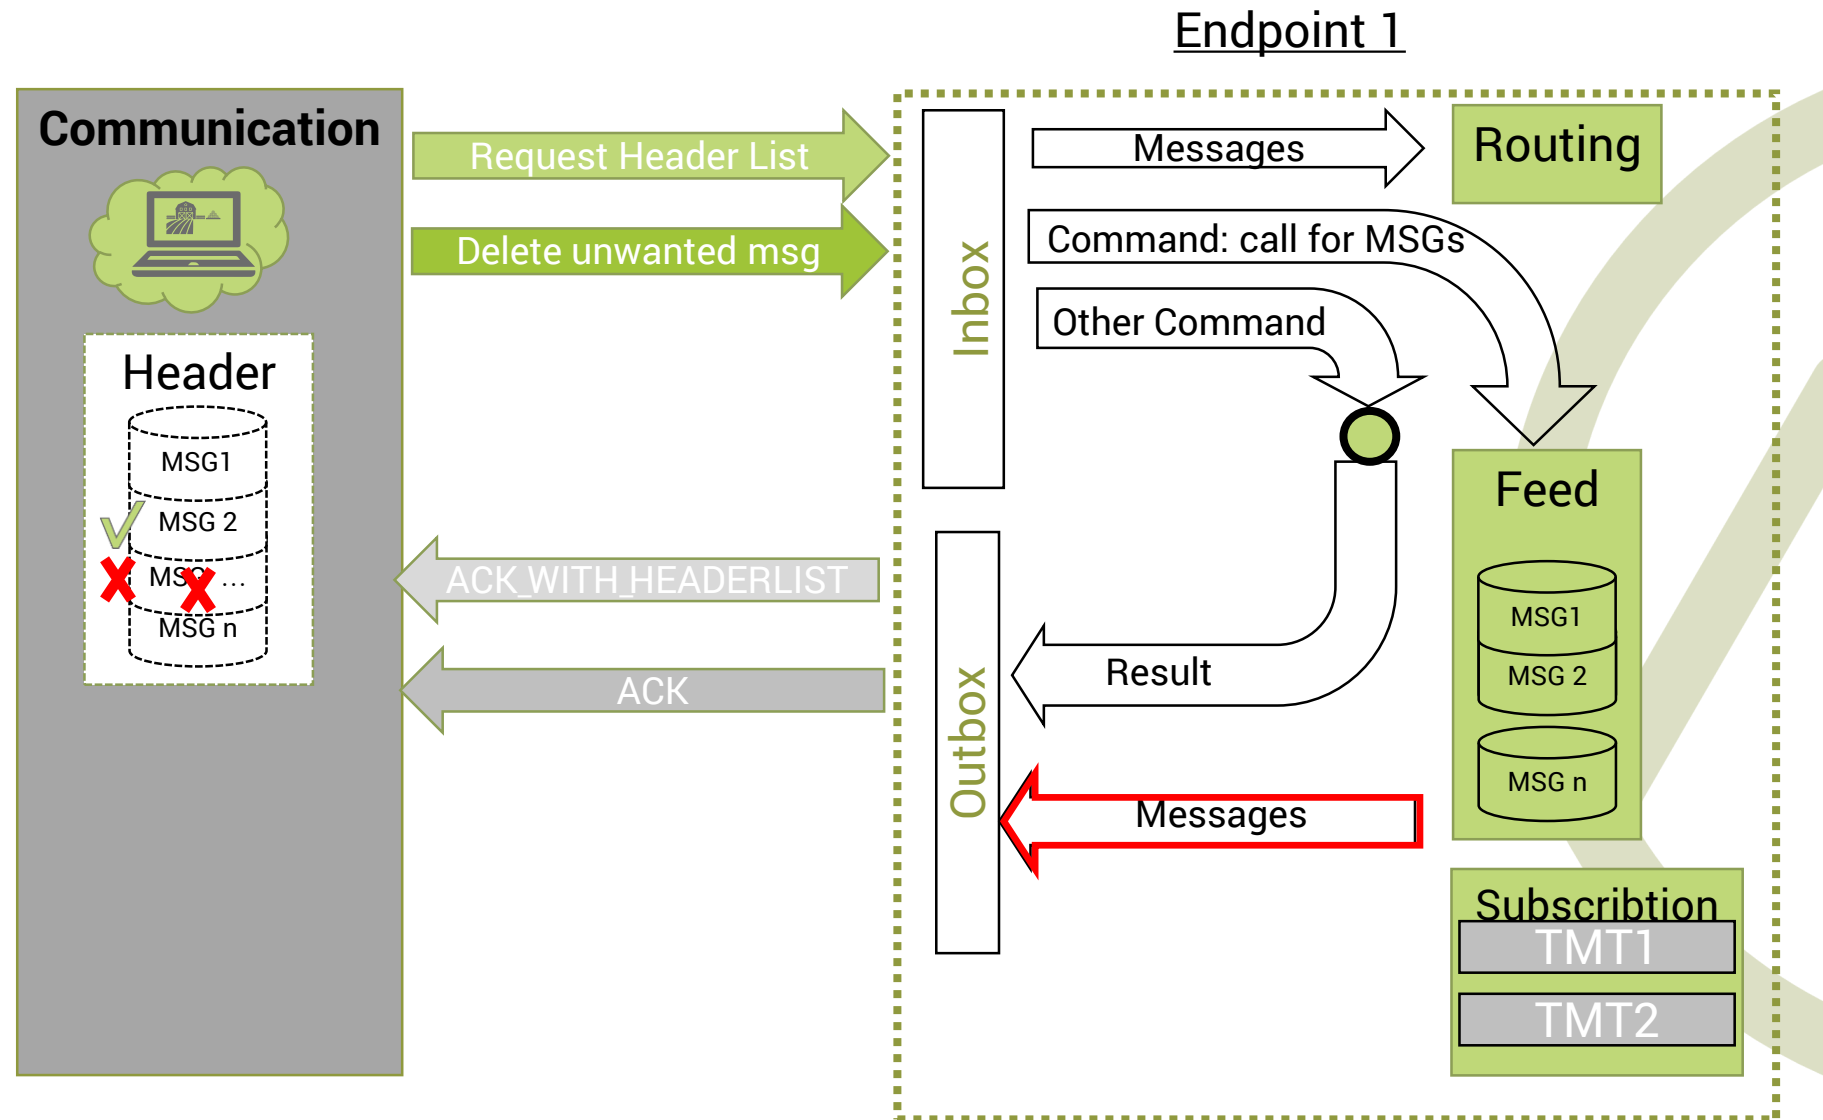 Endpoint 1
Communication
Request Header List
Delete unwanted msg
Header
MSG1
MSG 2
MSG ...
MSG n
ACK_WITH_HEADERLIST
ACK
Inbox
Outbox
Messages
Routing
Command: call for MSGs
Other Command
Result
Messages
Feed
MSG1
MSG 2
MSG n
Subscribtion
TMT1
TMT2